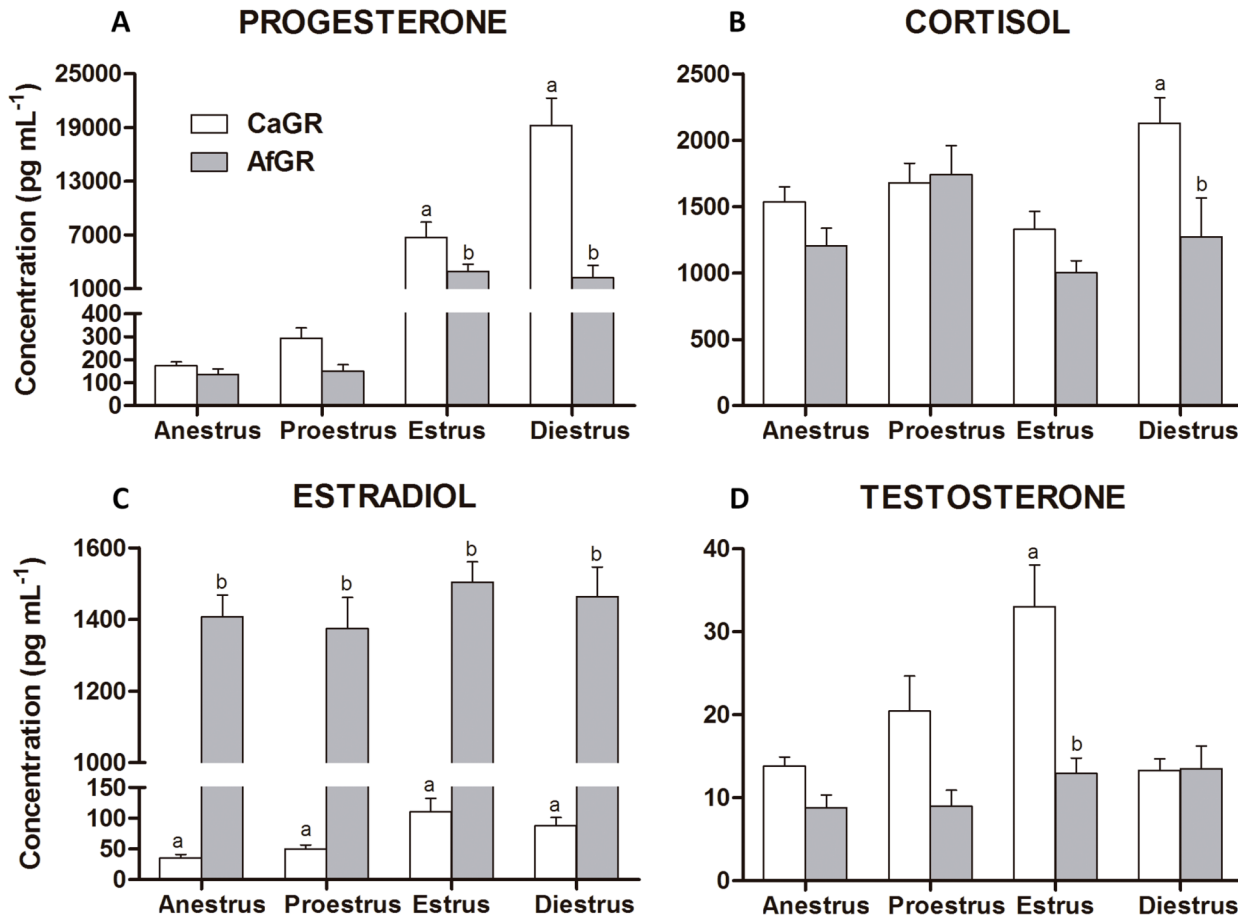 A PROGESTERONE
Concentration (pg mL-1)
25000
19000
13000
7000
1000
400
300
200
100
0
CaGR
AfGR
a
b
a
b
Anestrus Proestrus Estrus Diestrus
B CORTISOL
2500
2000
1500
1000
500
0
a
b
Anestrus Proestrus Estrus Diestrus
C ESTRADIOL
Concentration (pg mL-1)
1600
1400
1200
1000
150
100
50
0
a
b
a
b
a
b
a
b
Anestrus Proestrus Estrus Diestrus
D TESTOSTERONE
40
30
20
10
0
a
b
Anestrus Proestrus Estrus Diestrus